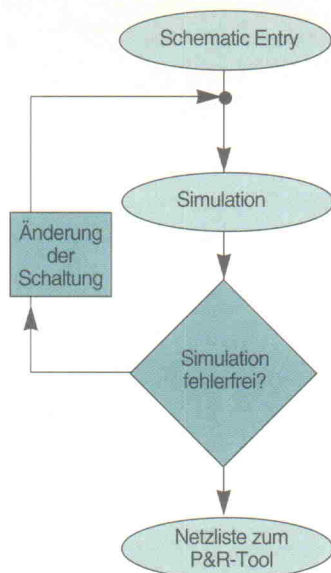 Schematic Entry
Simulation
Änderung
der
Schaltung
Simulation
fehlerfrei?
Netzliste zum
P&R-Tool